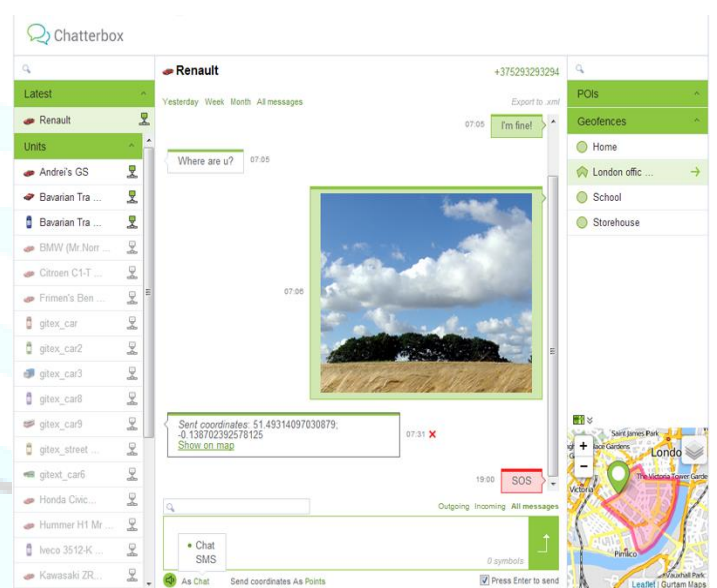 Chatterbox
Latest
Renault
Units
Andrei's GS
Bavarian Tra ...
Bavarian Tra ...
BMW (Mr.Norr ...
Citroen C1-T ...
Frimen's Ben ...
gitex_car
gitex_car2
gitex_car3
gitex_car8
gitex_car9
gitex_street ...
gitext_car6
Honda Civic...
Hummer H1 Mr ...
Iveco 3512-K ...
Kawasaki ZR...
Renault
+375293293294
Yesterday Week Month All messages
Export to .xml
07:05 I'm fine!
Where are u? 07:05
07:06
Sent coordinates: 51.49314097030879;
-0.138702392578125
Show on map
07:31
19:00 SOS
Outgoing Incoming All messages
Chat
SMS
0 symbols
As Chat Send coordinates As Points
Press Enter to send
POIs
Geofences
Home
London offic ...
School
Storehouse
Saint James Park
Gardens
Londo
+
−
The Victoria Tower Garde
Victoria
Pimlico
Vauxhall Park
Leaflet | Gurtam Maps